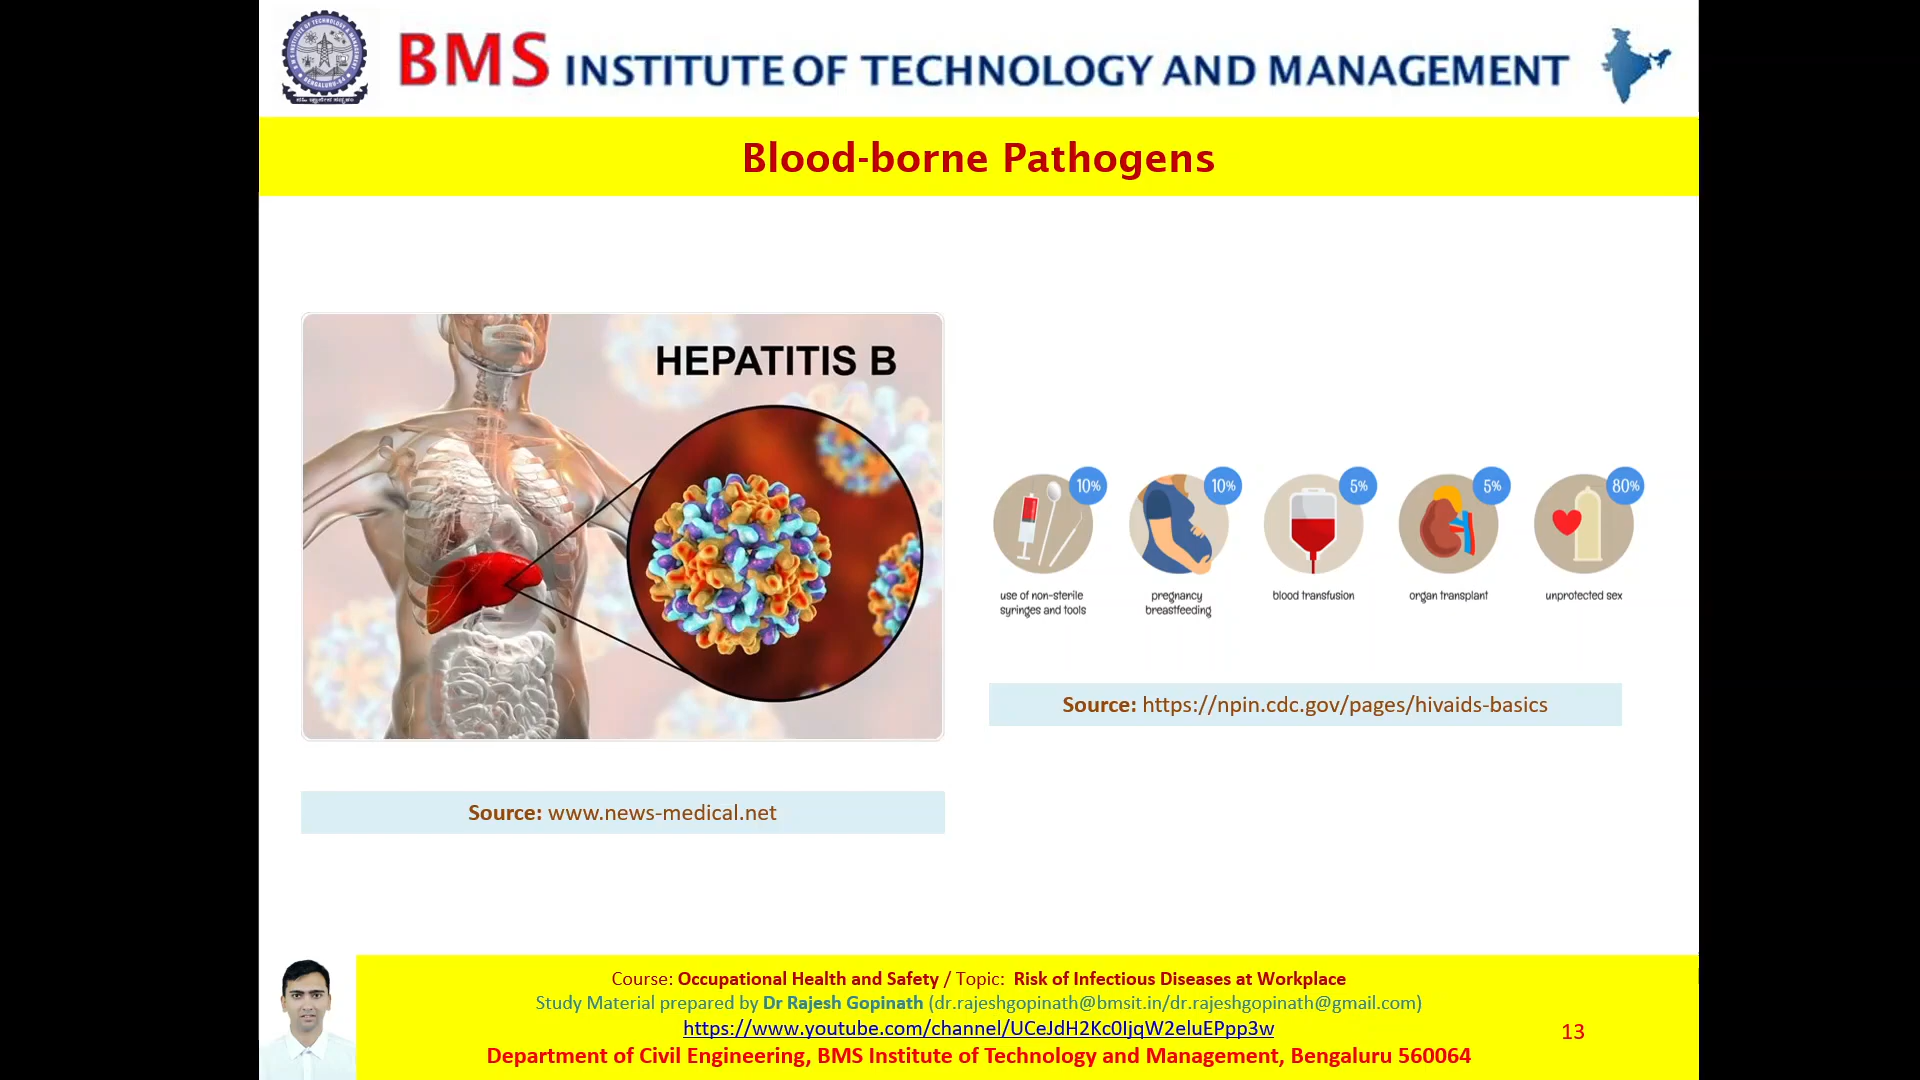 BMS INSTITUTE OF TECHNOLOGY AND MANAGEMENT
Blood-borne Pathogens
HEPATITIS B
10%
10%
5%
5%
80%
use of non-sterile
syringes and tools
pregnancy
breastfeeding
blood transfusion
organ transplant
unprotected sex
Source: https://npin.cdc.gov/pages/hivaids-basics
Source: www.news-medical.net
Course: Occupational Health and Safety / Topic: Risk of Infectious Diseases at Workplace
Study Material prepared by Dr Rajesh Gopinath (dr.rajeshgopinath@bmsit.in/dr.rajeshgopinath@gmail.com)
https://www.youtube.com/channel/UCeJdH2Kc0IjqW2eluEPpp3w
13
Department of Civil Engineering, BMS Institute of Technology and Management, Bengaluru 560064